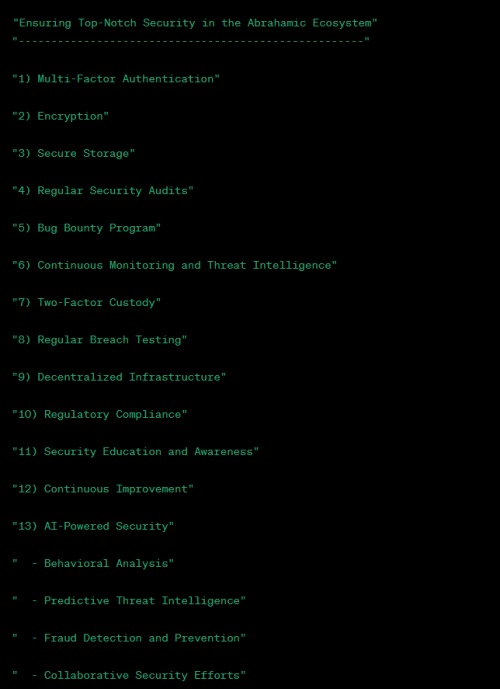 "Ensuring Top-Notch Security in the Abrahamic Ecosystem"
"-----------------------------------------------------"
"1) Multi-Factor Authentication"
"2) Encryption"
"3) Secure Storage"
"4) Regular Security Audits"
"5) Bug Bounty Program"
"6) Continuous Monitoring and Threat Intelligence"
"7) Two-Factor Custody"
"8) Regular Breach Testing"
"9) Decentralized Infrastructure"
"10) Regulatory Compliance"
"11) Security Education and Awareness"
"12) Continuous Improvement"
"13) AI-Powered Security"
"  - Behavioral Analysis"
"  - Predictive Threat Intelligence"
"  - Fraud Detection and Prevention"
"  - Collaborative Security Efforts"